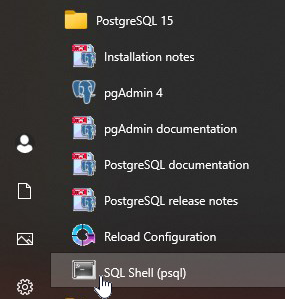 PostgreSQL 15
Installation notes
pgAdmin 4
pgAdmin documentation
PostgreSQL documentation
PostgreSQL release notes
Reload Configuration
SQL Shell (psql)